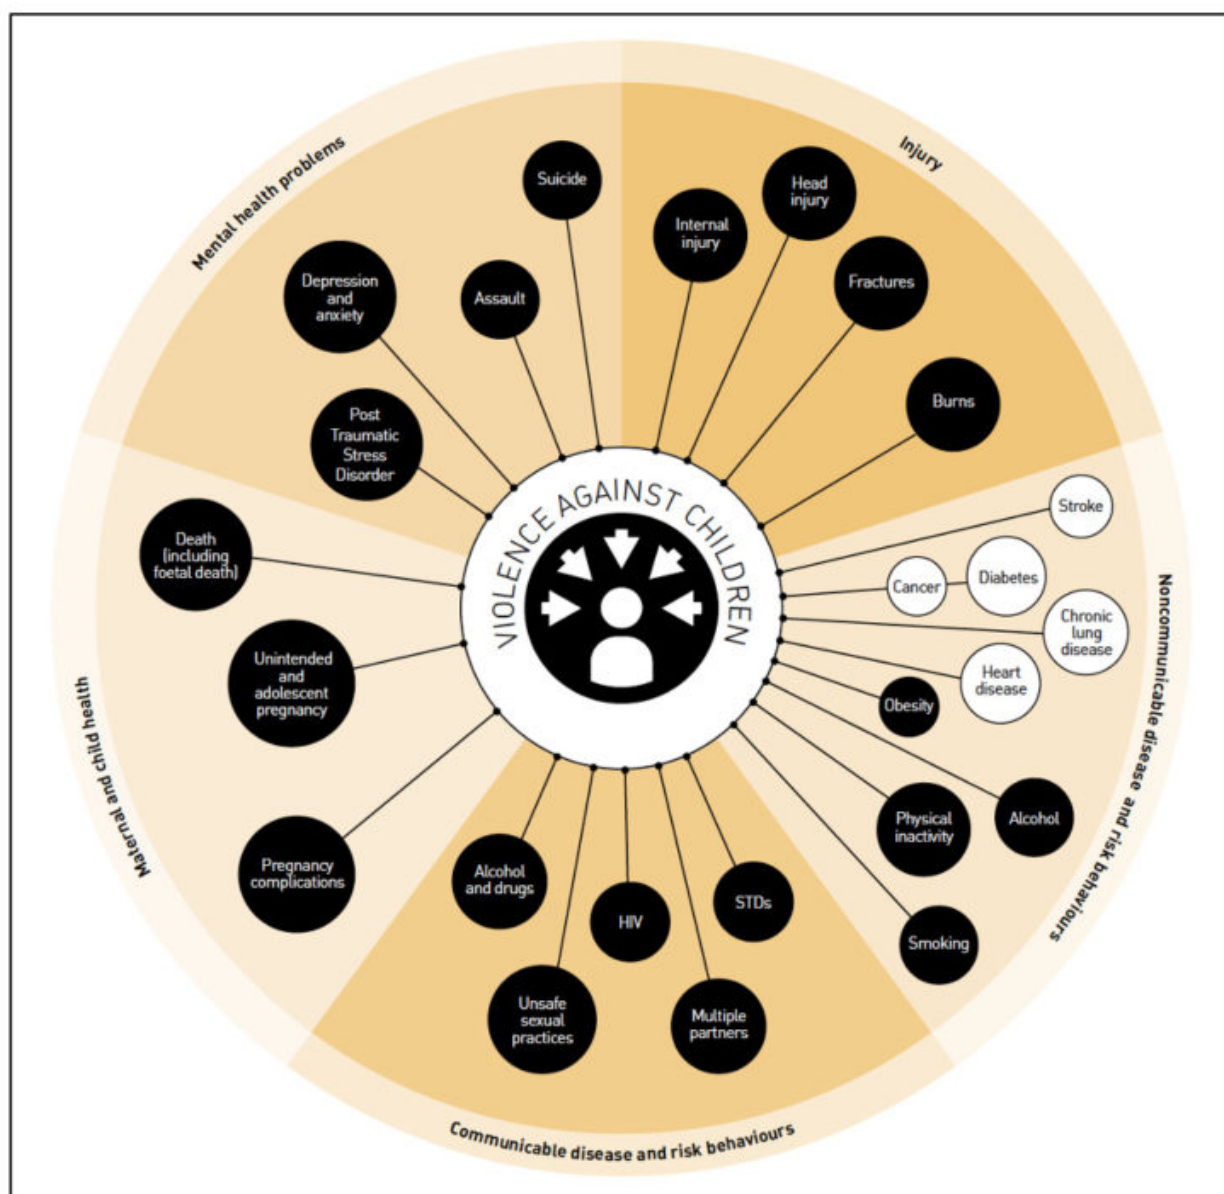 Mental health problems
Suicide
Depression
and
anxiety
Assault
Post
Traumatic
Stress
Disorder
Injury
Internal
injury
Head
injury
Fractures
Burns
Noncommunicable disease and risk behaviours
Stroke
Cancer
Diabetes
Chronic
lung
disease
Heart
disease
Obesity
Alcohol
Physical
inactivity
Smoking
Communicable disease and risk behaviours
STDs
Multiple
partners
HIV
Unsafe
sexual
practices
Alcohol
and drugs
Maternal and child health
Death
(including
foetal death)
Unintended
and
adolescent
pregnancy
Pregnancy
complications
VIOLENCE AGAINST CHILDREN